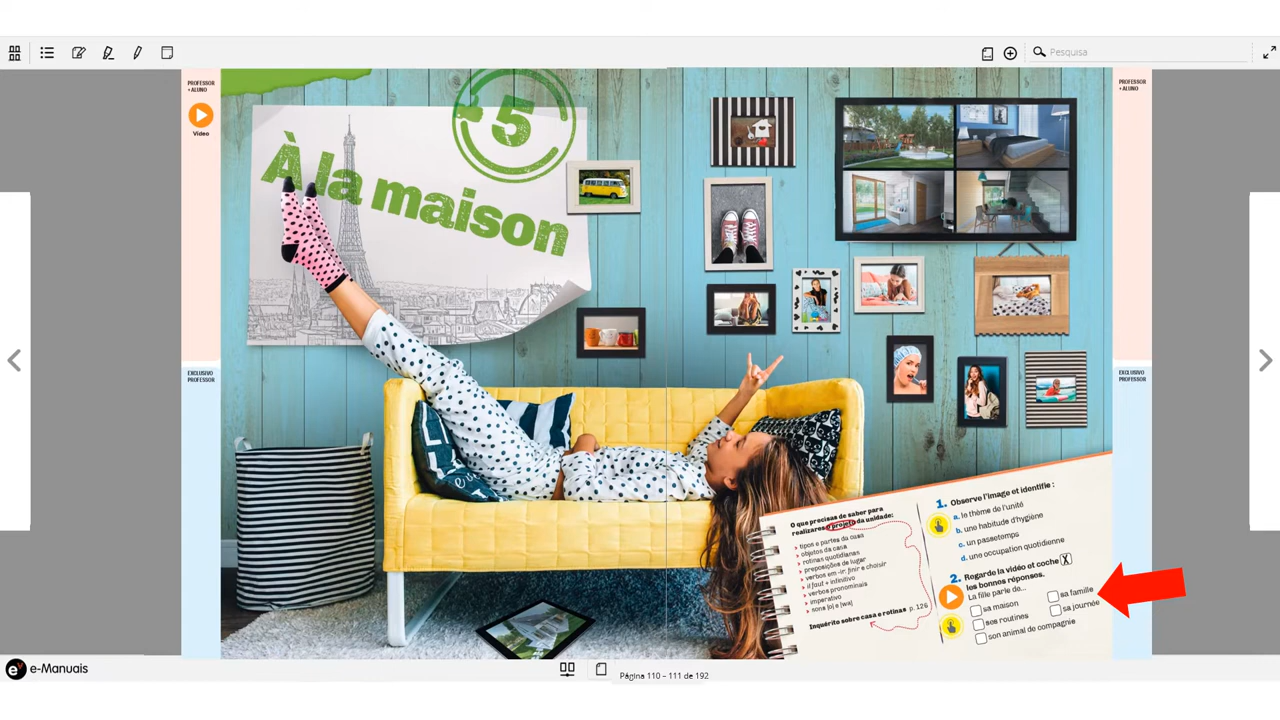 Pesquisa
PROFESSOR
+ ALUNO
Vídeo
EXCLUSIVO
PROFESSOR
5
À la maison
O que precisas de saber para
realizares o projeto da unidade:
tipos e partes da casa
objetos da casa
rotinas quotidianas
preposições de lugar
verbos em -ir: finir e choisir
il faut + infinitivo
verbos pronominais
imperativo
sons [o] e [wa]
Inquérito sobre casa e rotinas p. 126
1. Observe l'image et identifie :
a. le thème de l'unité
b. une habitude d'hygiène
c. un passetemps
d. une occupation quotidienne
2. Regarde la vidéo et coche X
les bonnes réponses.
La fille parle de...
sa maison
sa famille
ses routines
sa journée
son animal de compagnie
PROFESSOR
+ ALUNO
EXCLUSIVO
PROFESSOR
e-Manuais
Página 110 – 111 de 192